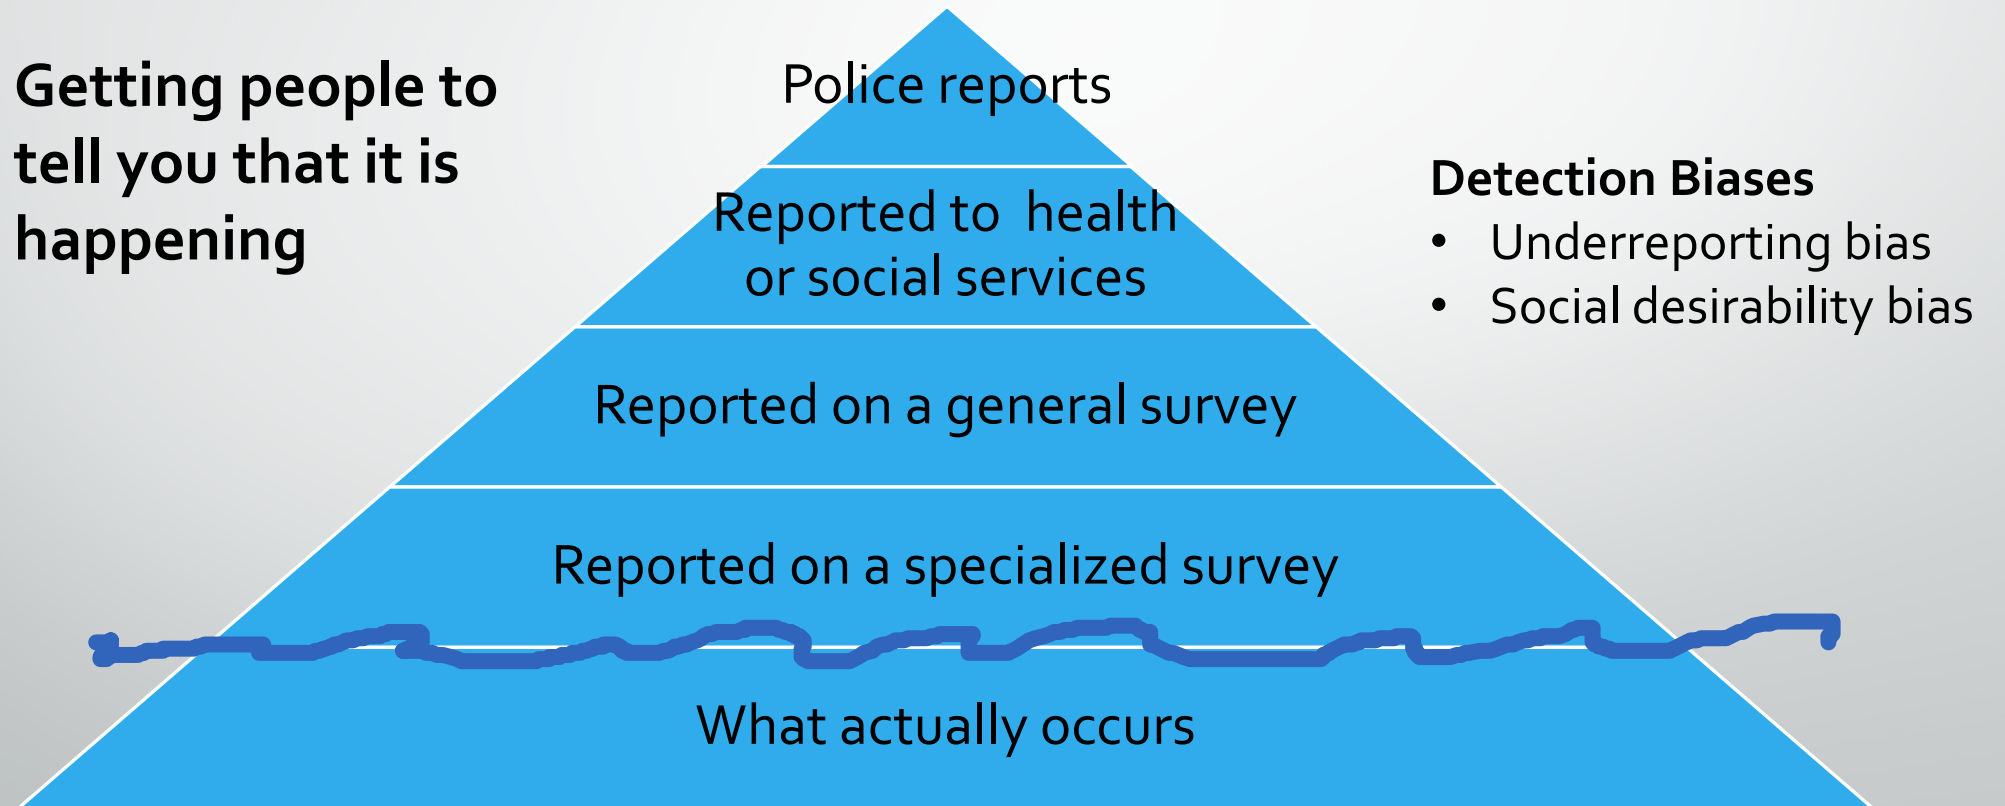 Getting people to
tell you that it is
happening
Police reports
Reported to health
or social services
Reported on a general survey
Reported on a specialized survey
What actually occurs
Detection Biases
• Underreporting bias
• Social desirability bias